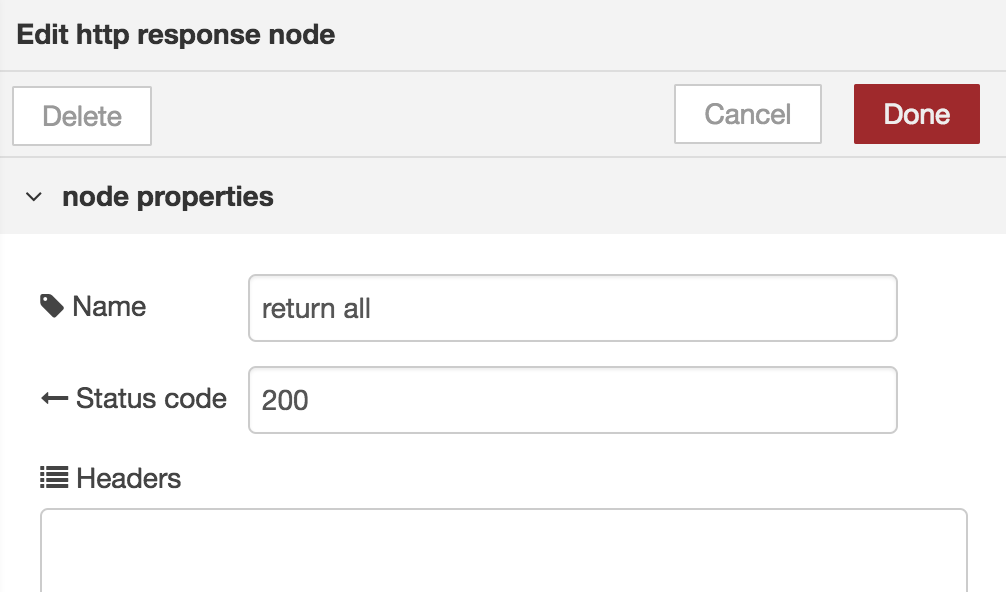 Edit http response node
Delete Cancel Done
node properties
Name return all
Status code 200
Headers